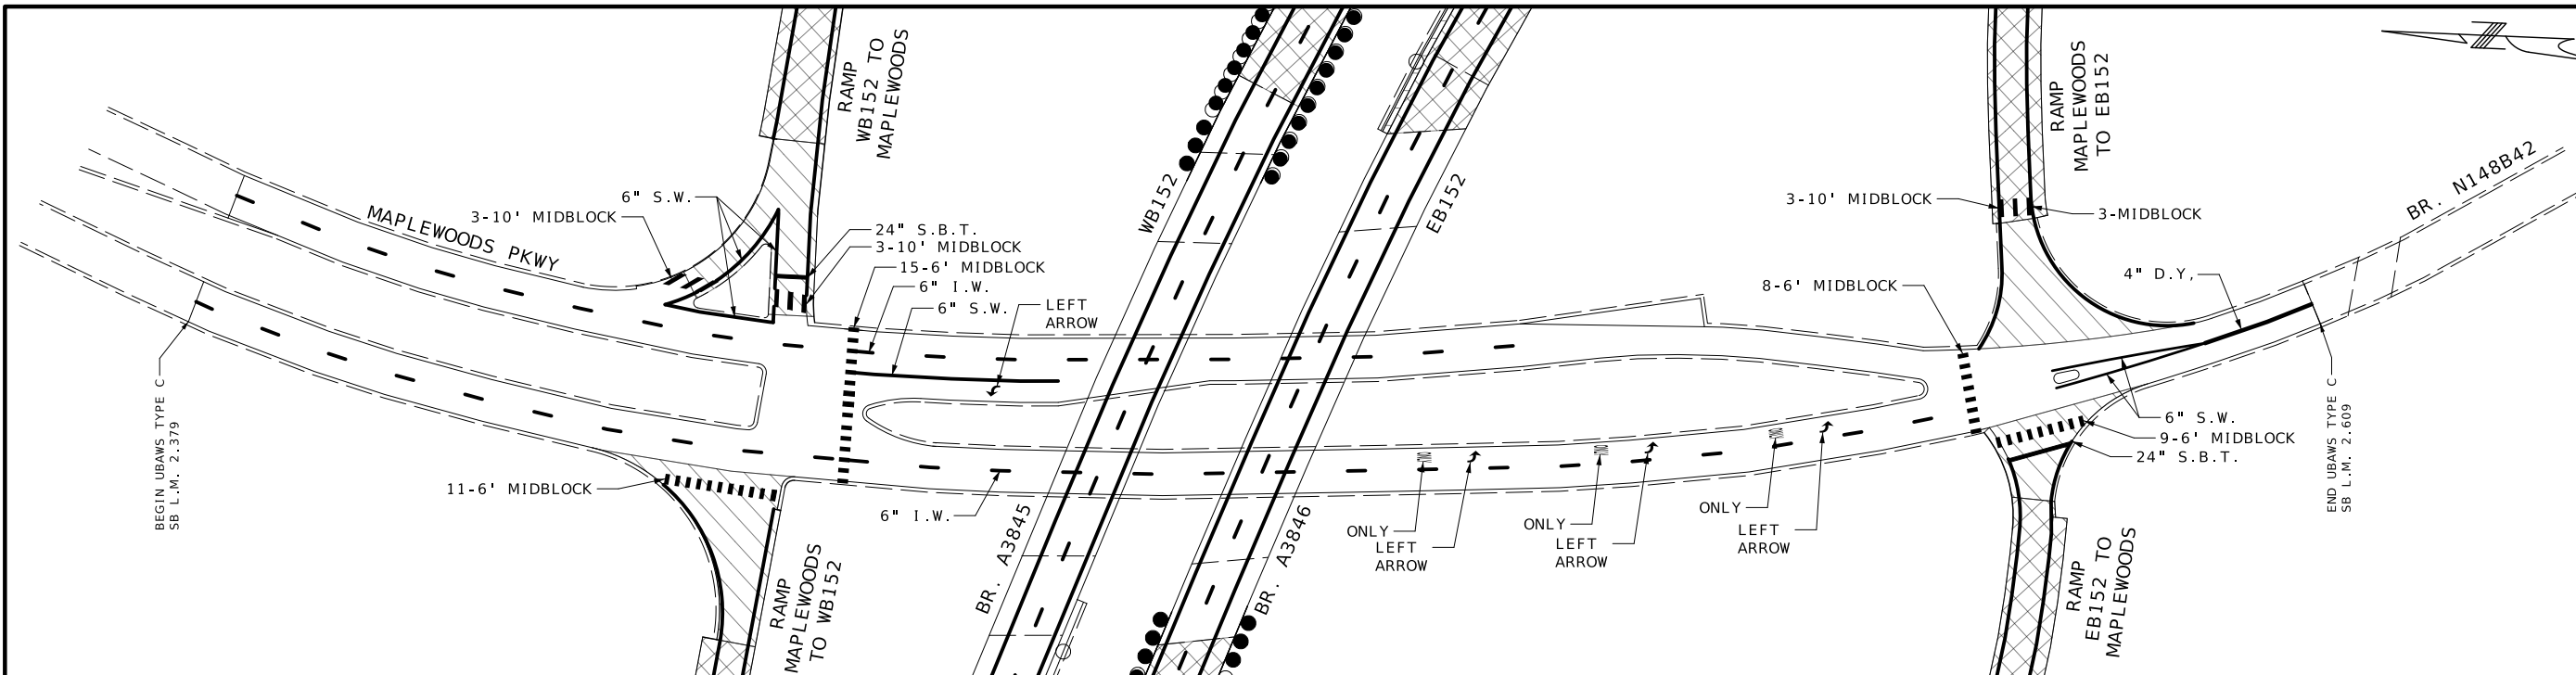 RAMP
WB152 TO
MAPLEWOODS
6" S.W.
3-10' MIDBLOCK
MAPLEWOODS PKWY
24" S.B.T.
3-10' MIDBLOCK
15-6' MIDBLOCK
6" I.W.
6" S.W.
LEFT
ARROW
WB152
EB152
RAMP
MAPLEWOODS
TO EB152
3-10' MIDBLOCK
3-MIDBLOCK
BR. N148B42
4" D.Y,
8-6' MIDBLOCK
BEGIN UBAWS TYPE C
SB L.M. 2.379
11-6' MIDBLOCK
6" I.W.
RAMP
MAPLEWOODS
TO WB152
BR. A3845
BR. A3846
ONLY
LEFT
ARROW
ONLY
LEFT
ARROW
ONLY
LEFT
ARROW
6" S.W.
9-6' MIDBLOCK
24" S.B.T.
RAMP
EB152 TO
MAPLEWOODS
END UBAWS TYPE C
SB L.M. 2.609